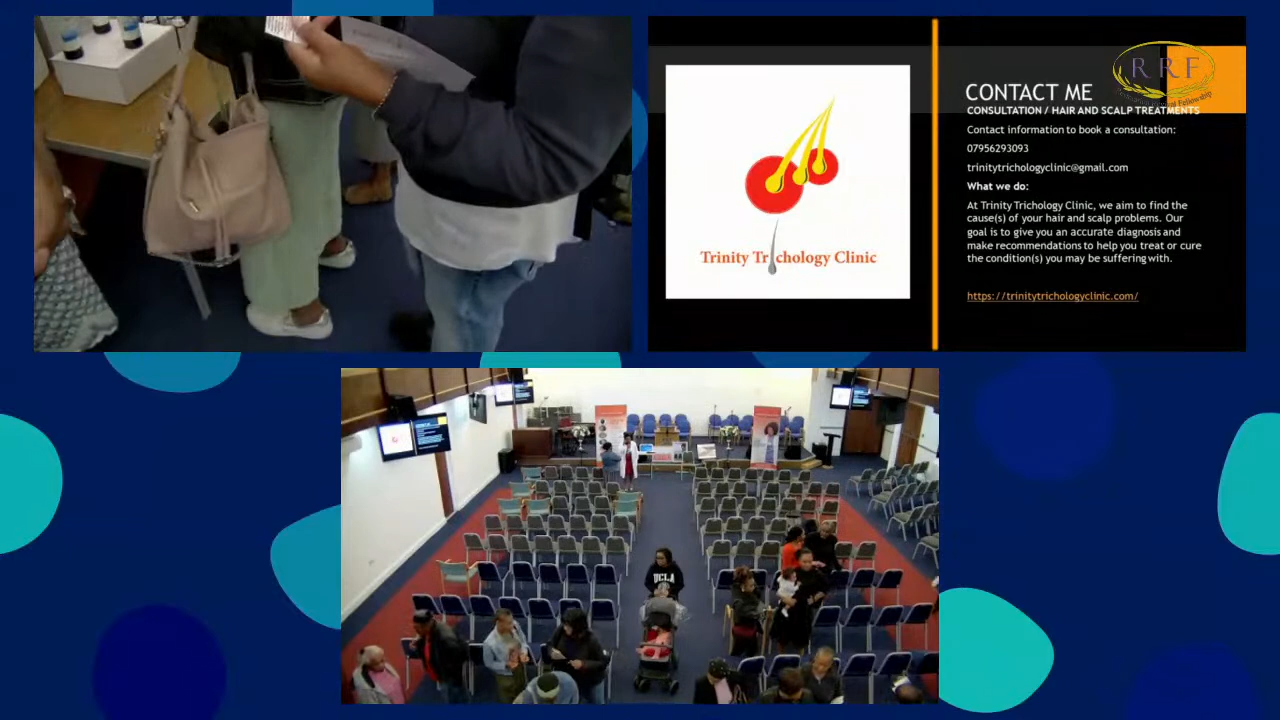 RRF
CONTACT ME
CONSULTATION / HAIR AND SCALP TREATMENTS
Contact information to book a consultation:
07956293093
trinitytrichologyclinic@gmail.com
What we do:
At Trinity Trichology Clinic, we aim to find the
cause(s) of your hair and scalp problems. Our
goal is to give you an accurate diagnosis and
make recommendations to help you treat or cure
the condition(s) you may be suffering with.
https://trinitytrichologyclinic.com/
Trinity Trichology Clinic
UCLA